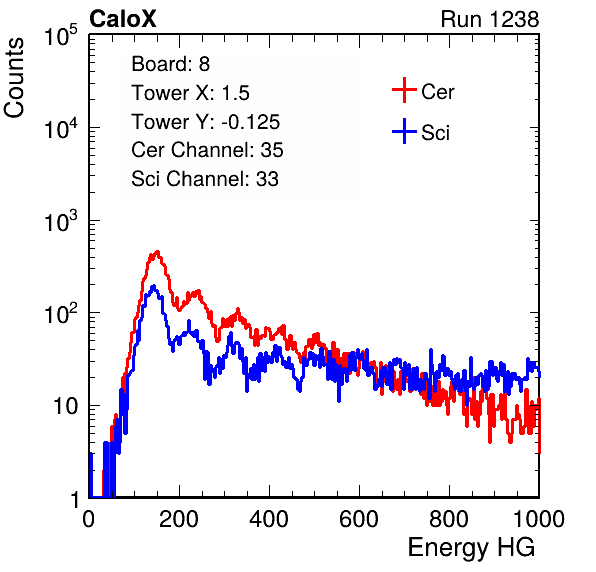 CaloX Run 1238
Counts
10^5
10^4
10^3
10^2
10
1
Board: 8
Tower X: 1.5
Tower Y: -0.125
Cer Channel: 35
Sci Channel: 33
Cer
Sci
0 200 400 600 800 1000
Energy HG